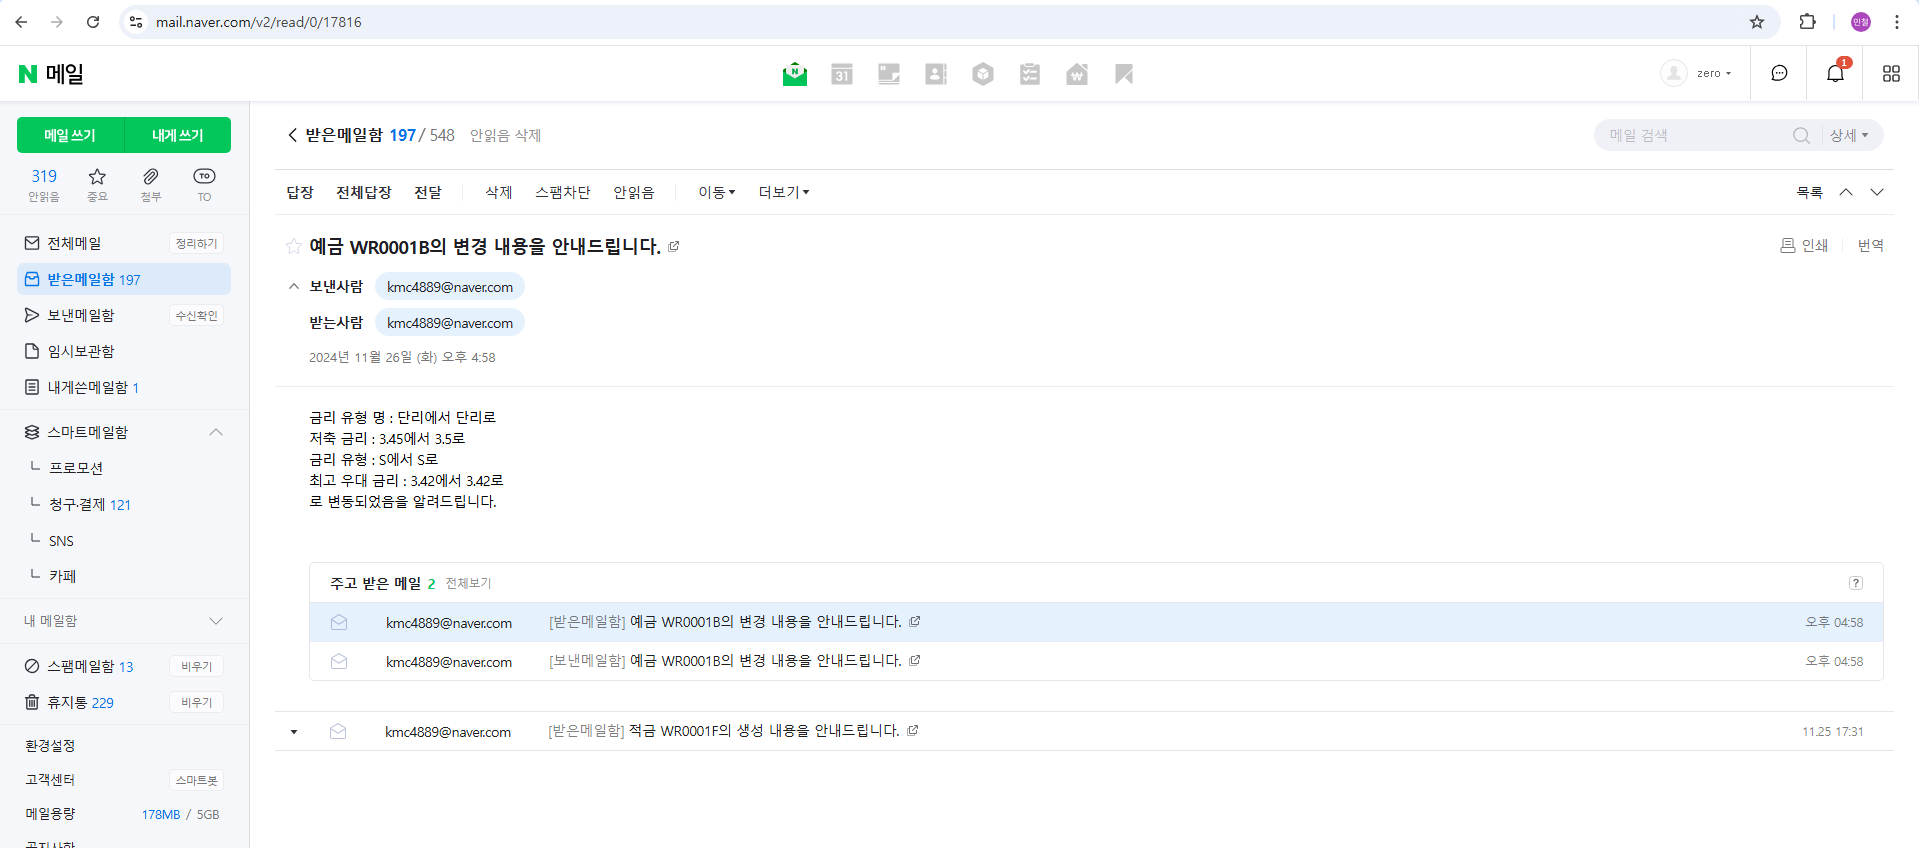 mail.naver.com/v2/read/0/17816
민철
N 메일
N
31
N
₩
zero
1
메일 쓰기
내게 쓰기
319
안읽음
중요
첨부
TO
TO
전체메일
정리하기
받은메일함 197
보낸메일함
수신확인
임시보관함
내게쓴메일함 1
스마트메일함
프로모션
청구·결제 121
SNS
카페
내 메일함
스팸메일함 13
비우기
휴지통 229
비우기
환경설정
고객센터
스마트봇
메일용량
178MB / 5GB
공지사항
받은메일함 197 / 548 안읽음 삭제
메일 검색
상세
답장 전체답장 전달 삭제 스팸차단 안읽음 이동 더보기
목록
예금 WR0001B의 변경 내용을 안내드립니다.
인쇄 번역
보낸사람 kmc4889@naver.com
받는사람 kmc4889@naver.com
2024년 11월 26일 (화) 오후 4:58
금리 유형 명 : 단리에서 단리로
저축 금리 : 3.45에서 3.5로
금리 유형 : S에서 S로
최고 우대 금리 : 3.42에서 3.42로
로 변동되었음을 알려드립니다.
주고 받은 메일 2 전체보기
?
kmc4889@naver.com [받은메일함] 예금 WR0001B의 변경 내용을 안내드립니다. 오후 04:58
kmc4889@naver.com [보낸메일함] 예금 WR0001B의 변경 내용을 안내드립니다. 오후 04:58
kmc4889@naver.com [받은메일함] 적금 WR0001F의 생성 내용을 안내드립니다. 11.25 17:31